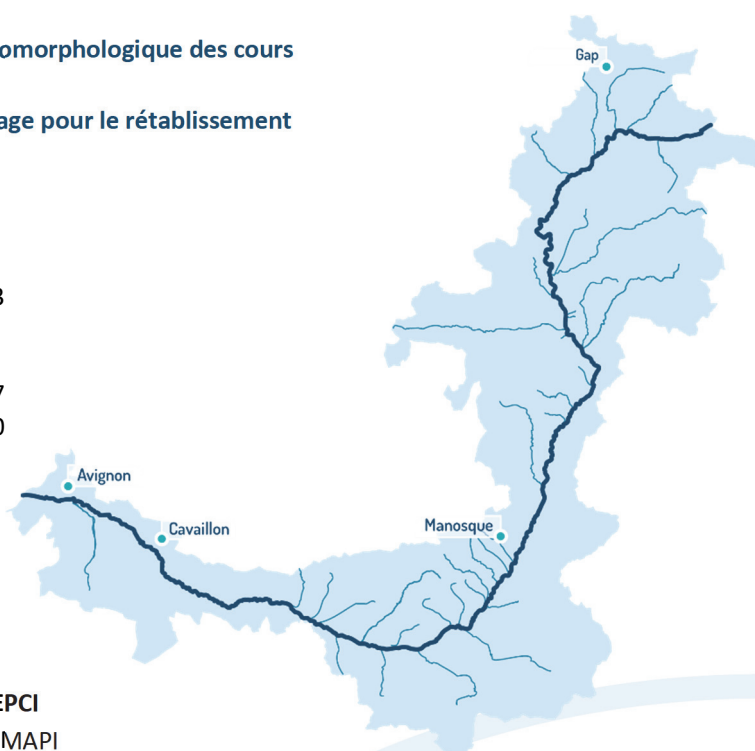 omorphologique des cours
age pour le rétablissement
Gap
3
7
0
Avignon
Cavaillon
Manosque
EPCI
MAPI